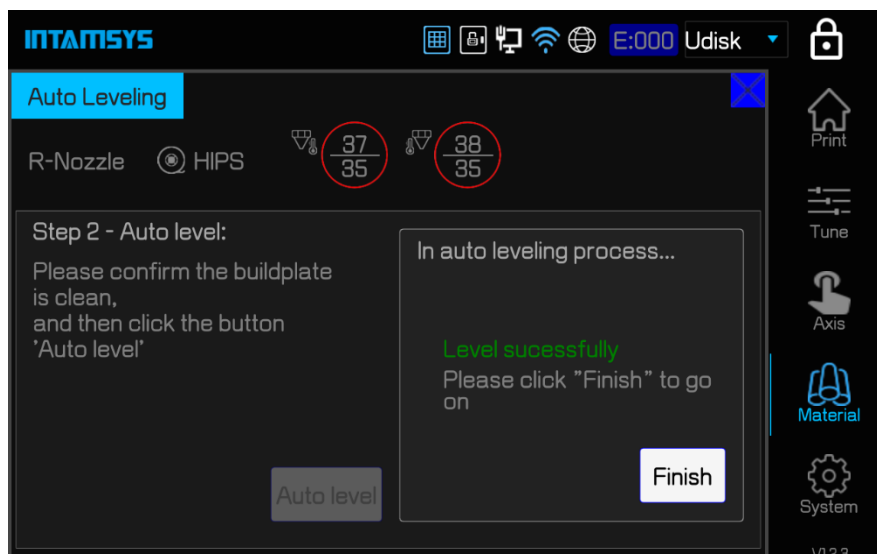 INTAMSYS
E:000 Udisk
Auto Leveling
R-Nozzle HIPS 37/35 38/35
Print
Tune
Axis
Material
System
Step 2 - Auto level:
Please confirm the buildplate
is clean,
and then click the button
'Auto level'
Auto level
In auto leveling process...
Level sucessfully
Please click "Finish" to go
on
Finish